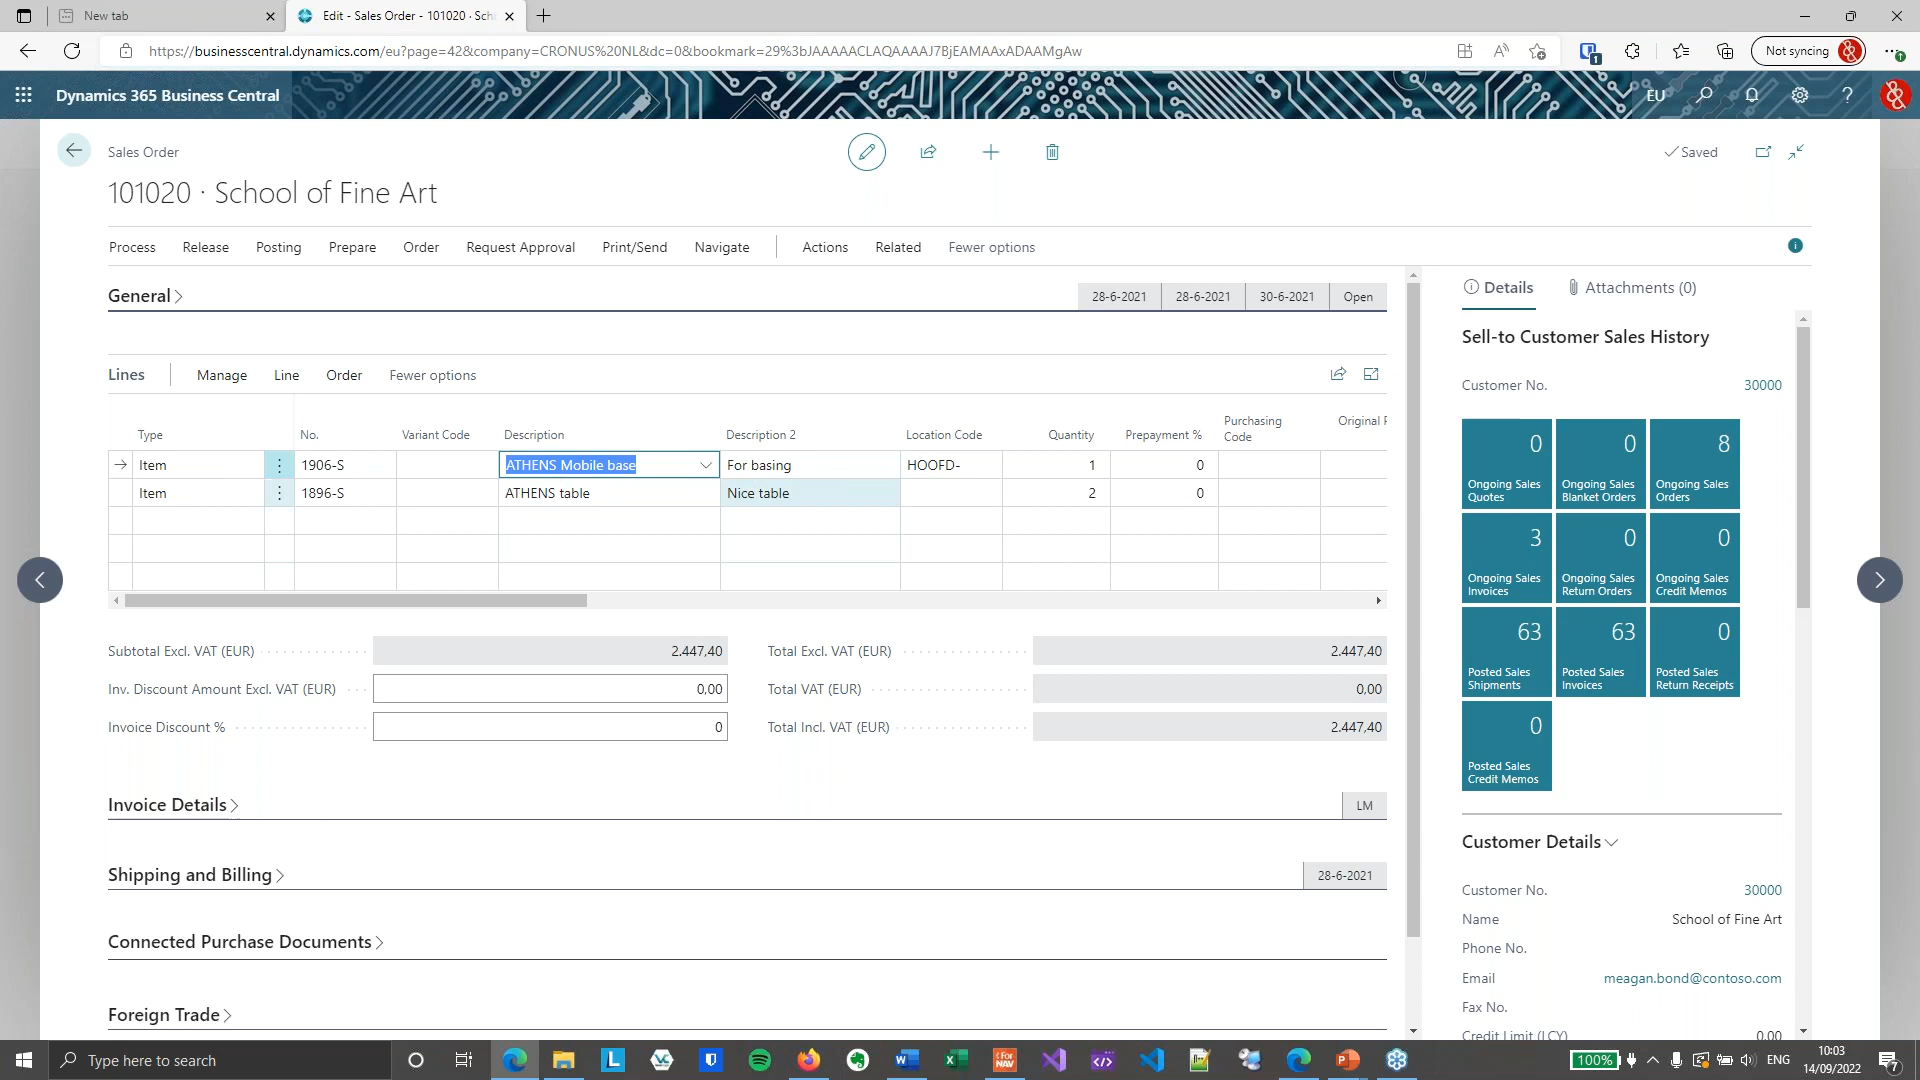 New tab
Edit - Sales Order - 101020 · Sch
https://businesscentral.dynamics.com/eu?page=42&company=CRONUS%20NL&dc=0&bookmark=29%3bJAAAAACLAQAAAAJ7BjEAMAAxADAAMgAw
1
Not syncing
Dynamics 365 Business Central
EU
Sales Order
Saved
101020 · School of Fine Art
Process Release Posting Prepare Order Request Approval Print/Send Navigate Actions Related Fewer options
General
28-6-2021 28-6-2021 30-6-2021 Open
Lines Manage Line Order Fewer options
Type No. Variant Code Description Description 2 Location Code Quantity Prepayment % Purchasing Code Original P
Item 1906-S ATHENS Mobile base For basing HOOFD- 1 0
Item 1896-S ATHENS table Nice table 2 0
Subtotal Excl. VAT (EUR) 2.447,40 Total Excl. VAT (EUR) 2.447,40
Inv. Discount Amount Excl. VAT (EUR) 0,00 Total VAT (EUR) 0,00
Invoice Discount % 0 Total Incl. VAT (EUR) 2.447,40
Invoice Details LM
Shipping and Billing 28-6-2021
Connected Purchase Documents
Foreign Trade
Details Attachments (0)
Sell-to Customer Sales History
Customer No. 30000
0 0 8
Ongoing Sales Quotes Ongoing Sales Blanket Orders Ongoing Sales Orders
3 0 0
Ongoing Sales Invoices Ongoing Sales Return Orders Ongoing Sales Credit Memos
63 63 0
Posted Sales Shipments Posted Sales Invoices Posted Sales Return Receipts
0
Posted Sales Credit Memos
Customer Details
Customer No. 30000
Name School of Fine Art
Phone No.
Email meagan.bond@contoso.com
Fax No.
Credit Limit (LCY) 0,00
Type here to search
100%
ENG
10:03
14/09/2022
7